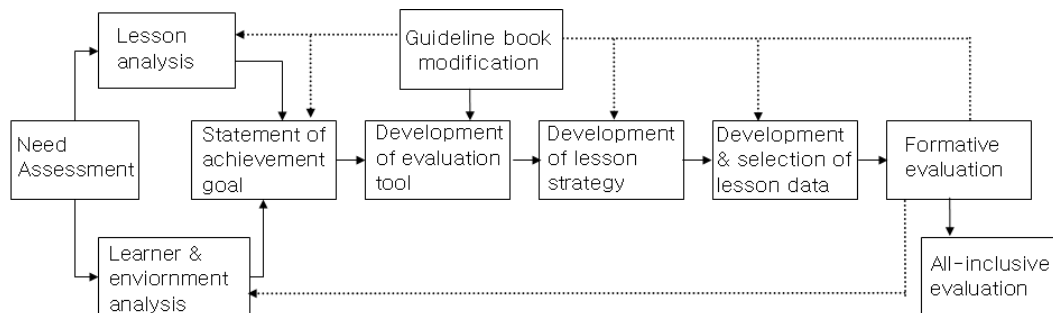 Lesson
analysis
Guideline book
modification
Need
Assessment
Statement of
achievement
goal
Development
of evaluation
tool
Development
of lesson
strategy
Development
& selection of
lesson data
Formative
evaluation
Learner &
enviornment
analysis
All-inclusive
evaluation